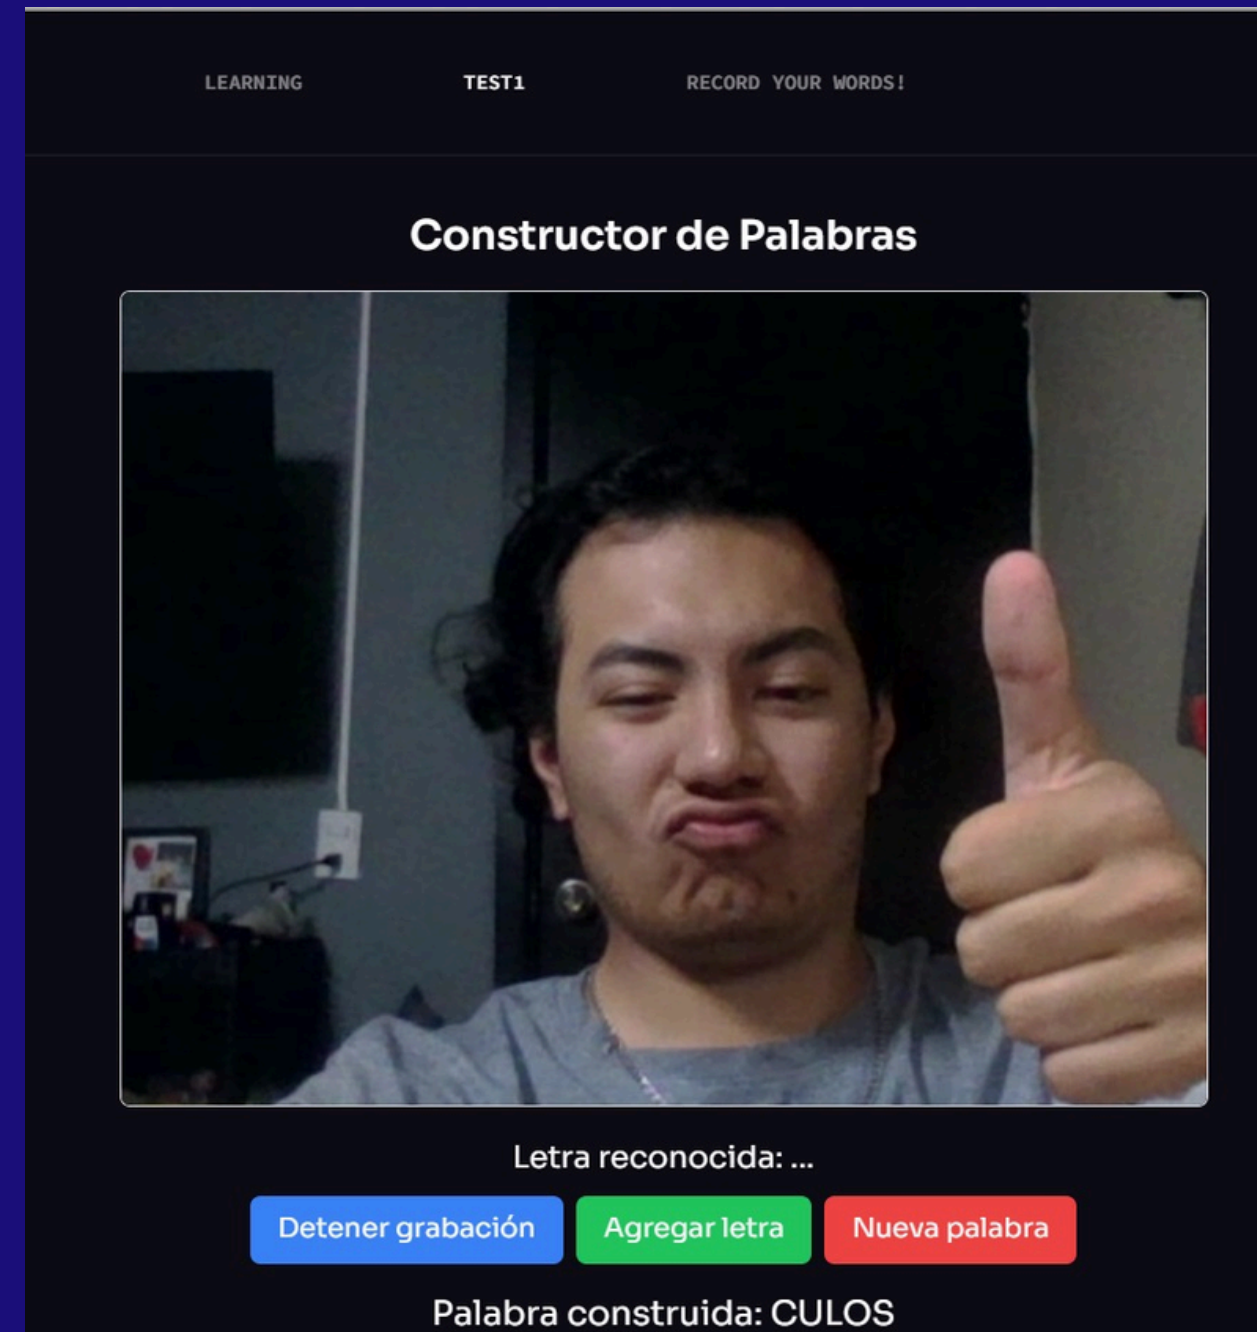 LEARNING TEST1 RECORD YOUR WORDS!
Constructor de Palabras
Letra reconocida: ...
Detener grabación Agregar letra Nueva palabra
Palabra construida: CULOS